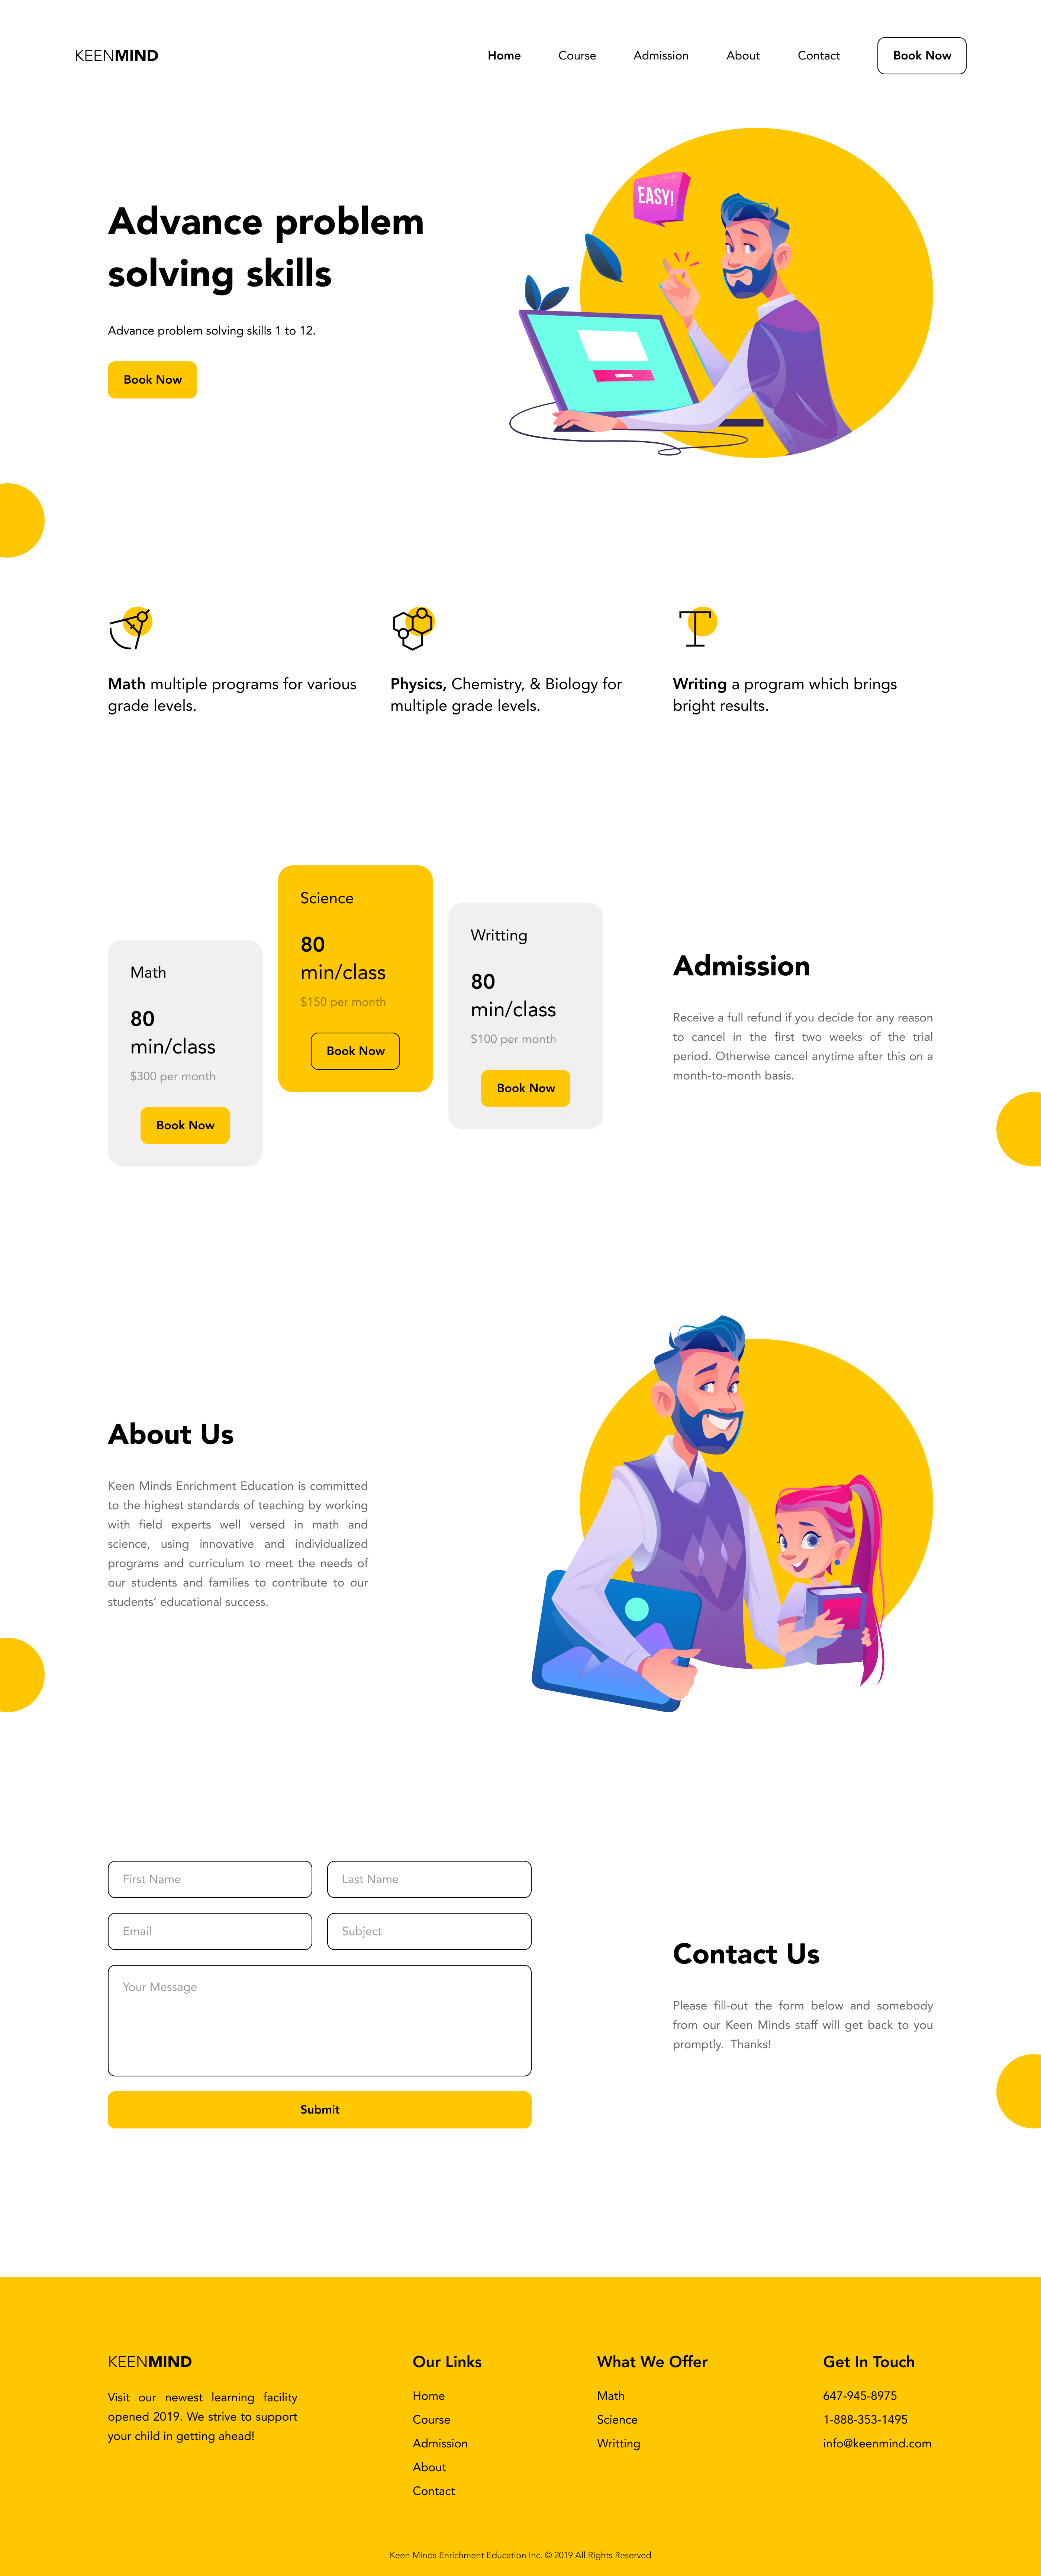 KEENMIND
Home
Course
Admission
About
Contact
Book Now
EASY!
Advance problem
solving skills
Advance problem solving skills 1 to 12.
Book Now
Math multiple programs for various
grade levels.
Physics, Chemistry, & Biology for
multiple grade levels.
Writing a program which brings
bright results.
Math
80
min/class
$300 per month
Book Now
Science
80
min/class
$150 per month
Book Now
Writting
80
min/class
$100 per month
Book Now
Admission
Receive a full refund if you decide for any reason
to cancel in the first two weeks of the trial
period. Otherwise cancel anytime after this on a
month-to-month basis.
About Us
Keen Minds Enrichment Education is committed
to the highest standards of teaching by working
with field experts well versed in math and
science, using innovative and individualized
programs and curriculum to meet the needs of
our students and families to contribute to our
students’ educational success.
First Name
Last Name
Email
Subject
Your Message
Submit
Contact Us
Please fill-out the form below and somebody
from our Keen Minds staff will get back to you
promptly. Thanks!
KEENMIND
Visit our newest learning facility
opened 2019. We strive to support
your child in getting ahead!
Our Links
Home
Course
Admission
About
Contact
What We Offer
Math
Science
Writting
Get In Touch
647-945-8975
1-888-353-1495
info@keenmind.com
Keen Minds Enrichment Education Inc. © 2019 All Rights Reserved